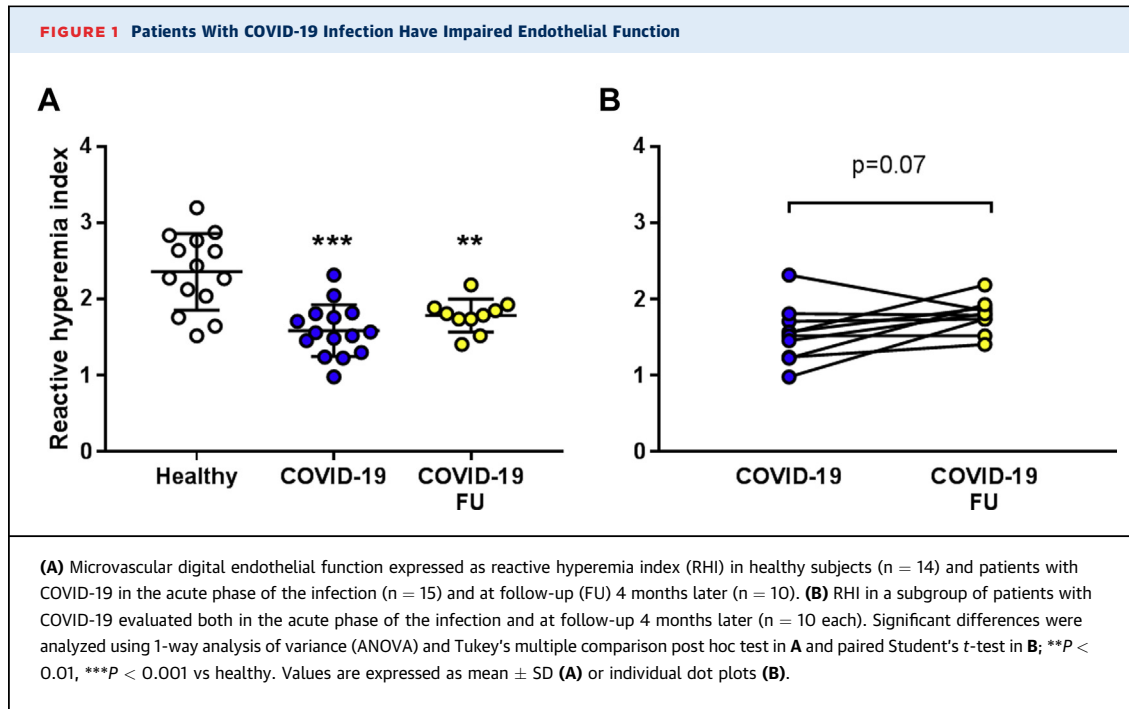 FIGURE 1 Patients With COVID-19 Infection Have Impaired Endothelial Function
A
B
Reactive hyperemia index
4
3
2
1
0
***
**
Healthy
COVID-19
COVID-19
FU
4
3
2
1
0
p=0.07
COVID-19
COVID-19
FU
(A) Microvascular digital endothelial function expressed as reactive hyperemia index (RHI) in healthy subjects (n = 14) and patients with
COVID-19 in the acute phase of the infection (n = 15) and at follow-up (FU) 4 months later (n = 10). (B) RHI in a subgroup of patients with
COVID-19 evaluated both in the acute phase of the infection and at follow-up 4 months later (n = 10 each). Significant differences were
analyzed using 1-way analysis of variance (ANOVA) and Tukey's multiple comparison post hoc test in A and paired Student's t-test in B; **P <
0.01, ***P < 0.001 vs healthy. Values are expressed as mean ± SD (A) or individual dot plots (B).